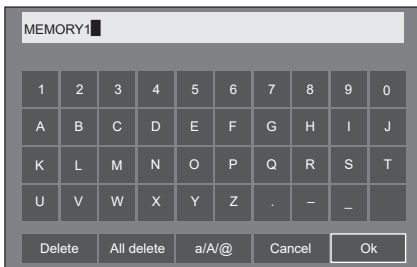 MEMORY1
1 2 3 4 5 6 7 8 9 0
A B C D E F G H I J
K L M N O P Q R S T
U V W X Y Z . – _
Delete All delete a/A/@ Cancel Ok